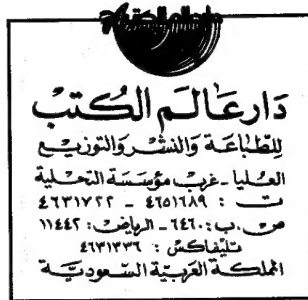 دار عالم الكتب
للطباعة والنشر والتوزيع
العليا - غرب مؤسسة التحلية
ت : ٤٦٥١٦٨٩ - ٤٦٣١٧٢٢
ص.ب: ٦٤٦٠ - الرياض: ١١٤٤٢
تليفاكس : ٤٦٣١٣٣٦
المملكة العربية السعودية